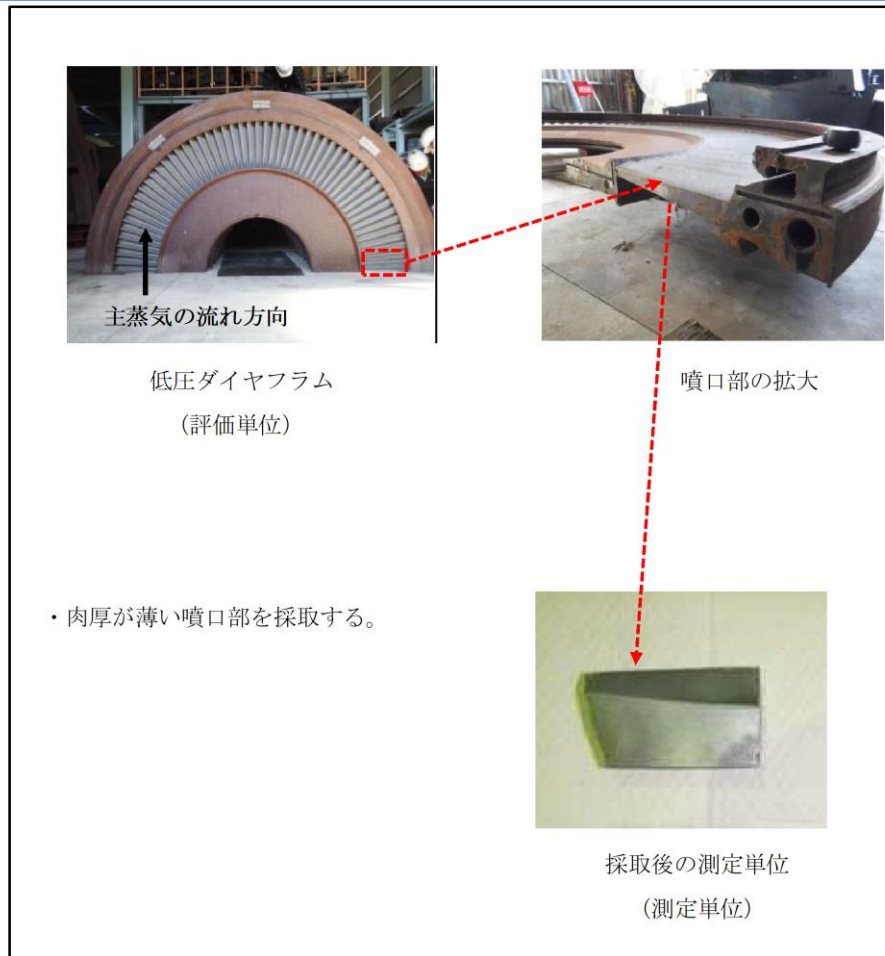 主蒸気の流れ方向
低圧ダイヤフラム
（評価単位）
噴口部の拡大
・肉厚が薄い噴口部を採取する。
採取後の測定単位
（測定単位）